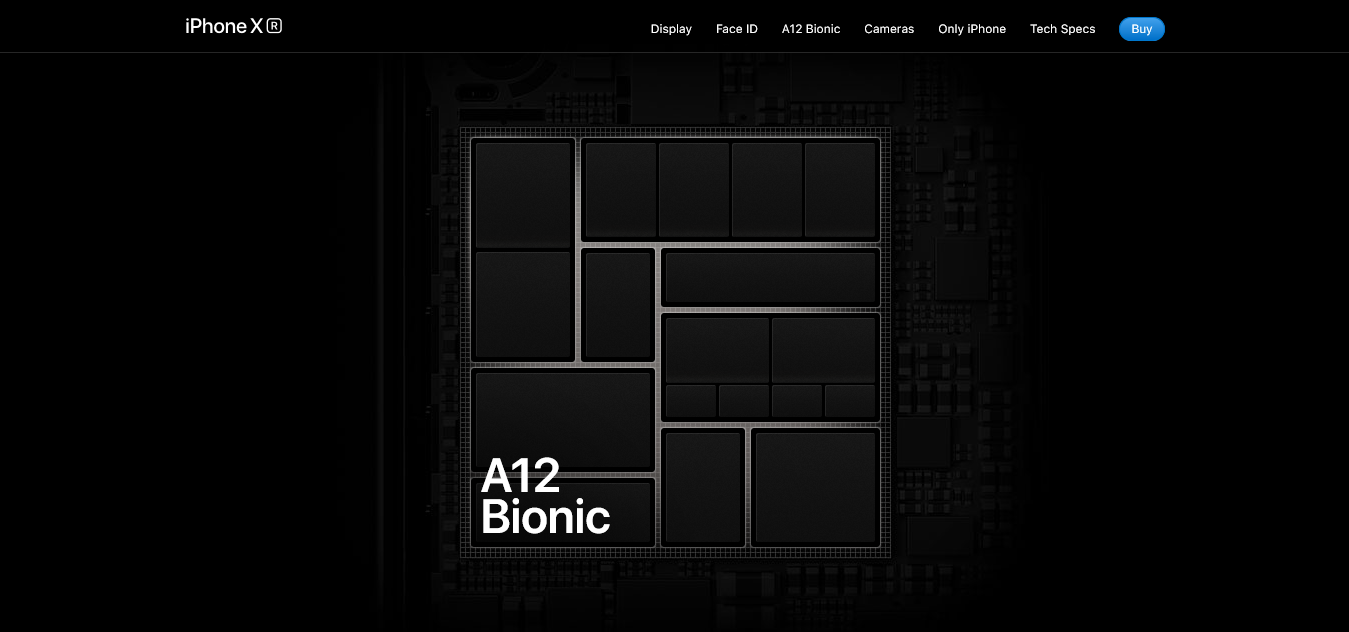 iPhone XR
Display Face ID A12 Bionic Cameras Only iPhone Tech Specs Buy
A12
Bionic